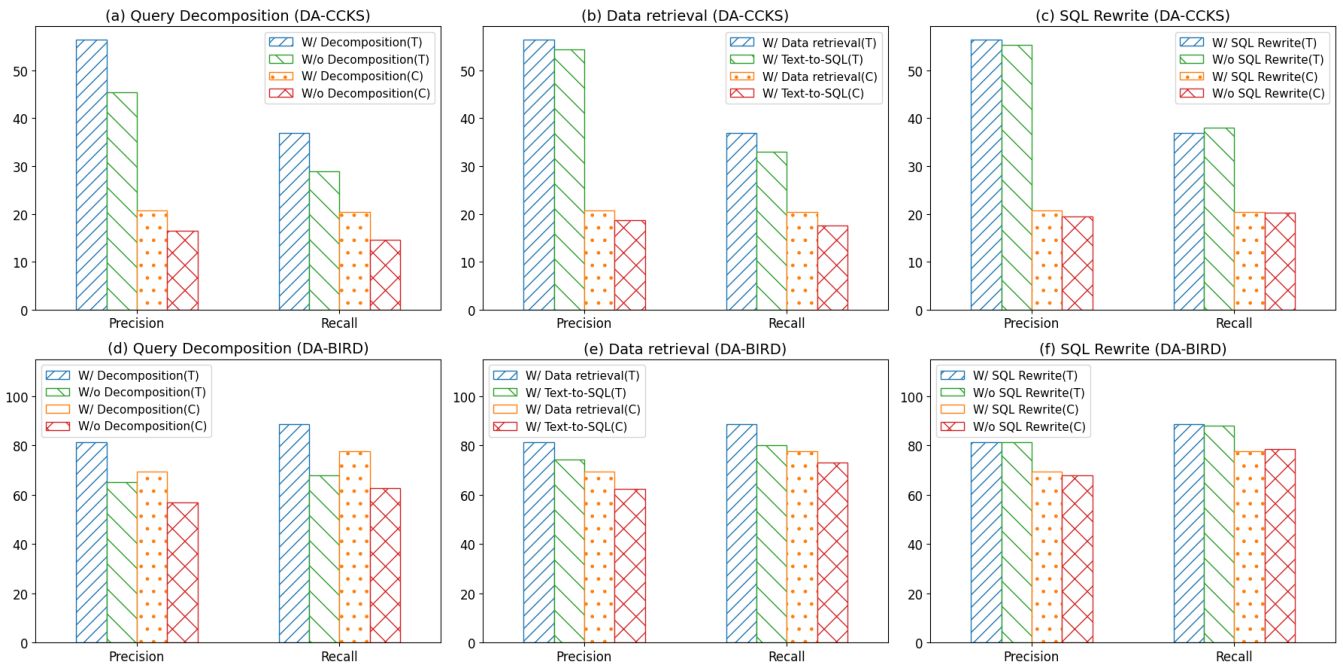 (a) Query Decomposition (DA-CCKS)
W/ Decomposition(T)
W/o Decomposition(T)
W/ Decomposition(C)
W/o Decomposition(C)
50
40
30
20
10
0
Precision
Recall
(b) Data retrieval (DA-CCKS)
W/ Data retrieval(T)
W/ Text-to-SQL(T)
W/ Data retrieval(C)
W/ Text-to-SQL(C)
50
40
30
20
10
0
Precision
Recall
(c) SQL Rewrite (DA-CCKS)
W/ SQL Rewrite(T)
W/o SQL Rewrite(T)
W/ SQL Rewrite(C)
W/o SQL Rewrite(C)
50
40
30
20
10
0
Precision
Recall
(d) Query Decomposition (DA-BIRD)
W/ Decomposition(T)
W/o Decomposition(T)
W/ Decomposition(C)
W/o Decomposition(C)
100
80
60
40
20
0
Precision
Recall
(e) Data retrieval (DA-BIRD)
W/ Data retrieval(T)
W/ Text-to-SQL(T)
W/ Data retrieval(C)
W/ Text-to-SQL(C)
100
80
60
40
20
0
Precision
Recall
(f) SQL Rewrite (DA-BIRD)
W/ SQL Rewrite(T)
W/o SQL Rewrite(T)
W/ SQL Rewrite(C)
W/o SQL Rewrite(C)
100
80
60
40
20
0
Precision
Recall